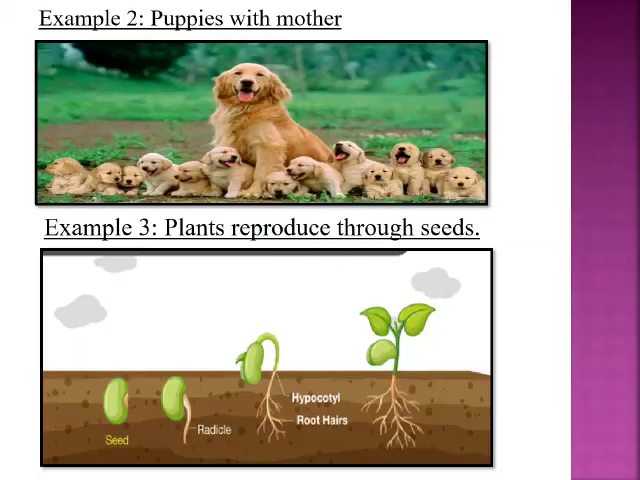 Example 2: Puppies with mother
Example 3: Plants reproduce through seeds.
Hypocotyl
Root Hairs
Radicle
Seed